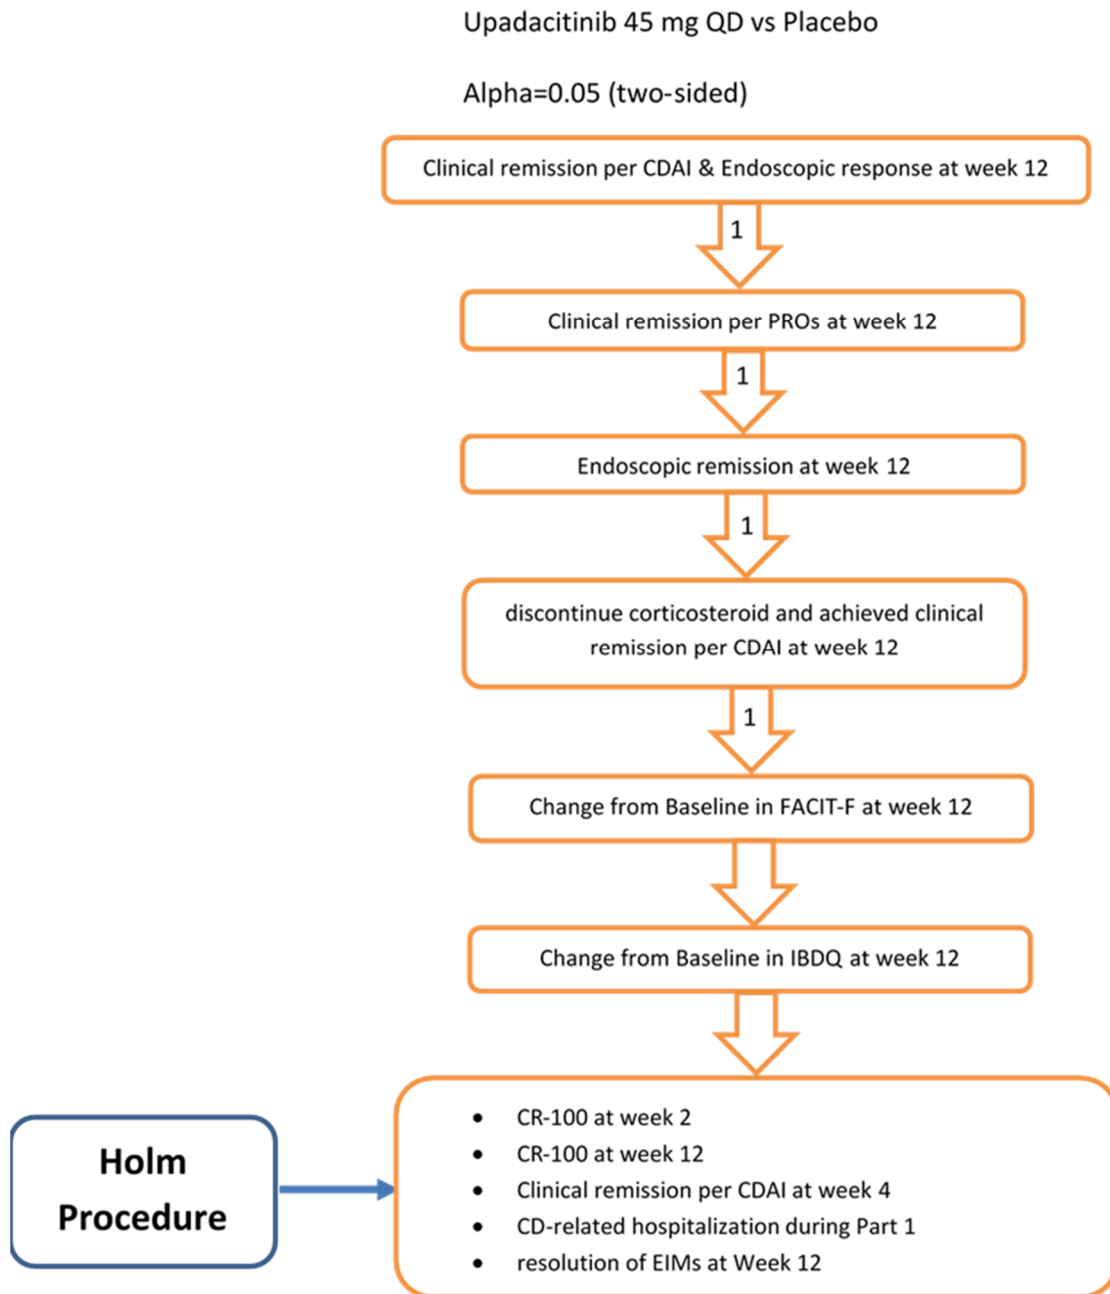 Upadacitinib 45 mg QD vs Placebo
Alpha=0.05 (two-sided)
Clinical remission per CDAI & Endoscopic response at week 12
1
Clinical remission per PROs at week 12
1
Endoscopic remission at week 12
1
discontinue corticosteroid and achieved clinical
remission per CDAI at week 12
1
Change from Baseline in FACIT-F at week 12
Change from Baseline in IBDQ at week 12
Holm
Procedure
• CR-100 at week 2
• CR-100 at week 12
• Clinical remission per CDAI at week 4
• CD-related hospitalization during Part 1
• resolution of EIMs at Week 12